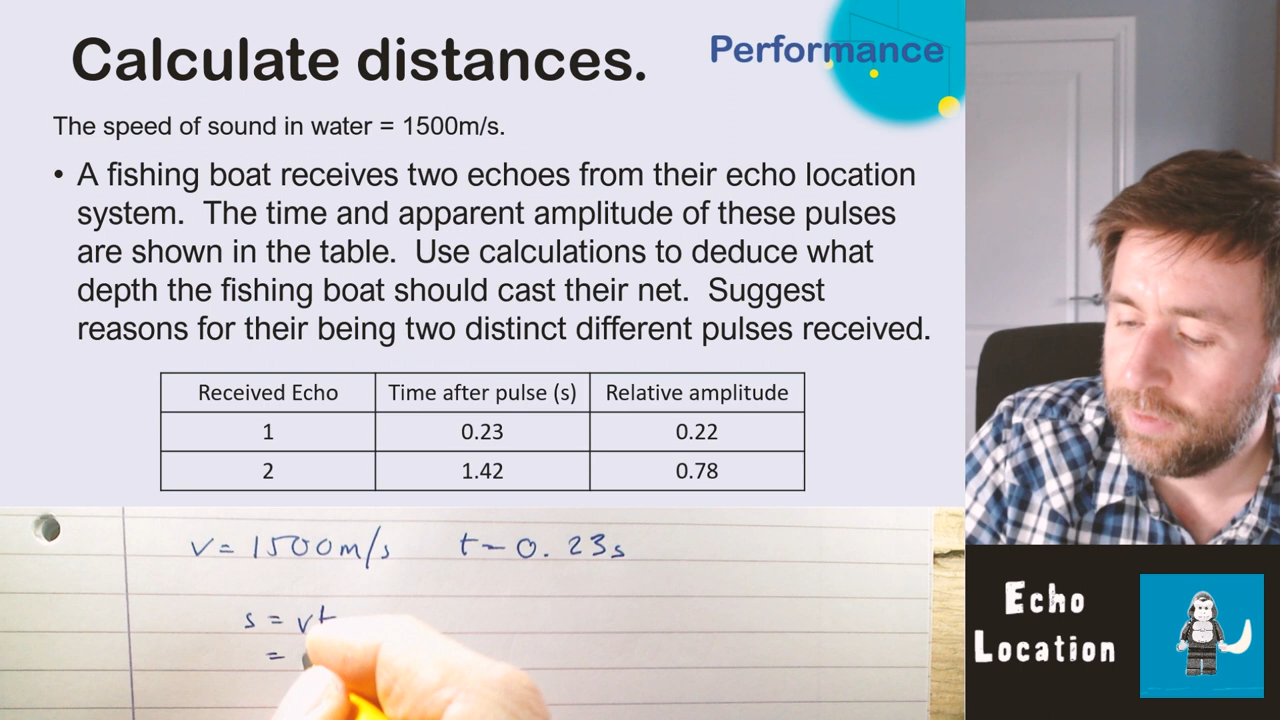 Calculate distances.
Performance
The speed of sound in water = 1500m/s.
• A fishing boat receives two echoes from their echo location
system.  The time and apparent amplitude of these pulses
are shown in the table.  Use calculations to deduce what
depth the fishing boat should cast their net.  Suggest
reasons for their being two distinct different pulses received.
Received Echo Time after pulse (s) Relative amplitude
1 0.23 0.22
2 1.42 0.78
v = 1500m/s t = 0.23s
s = vt
=
Echo
Location